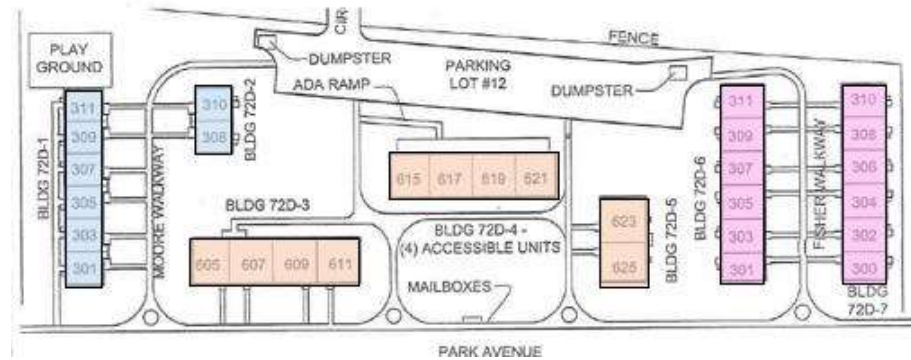 CIR
FENCE
PLAY
GROUND
DUMPSTER
PARKING
LOT #12
ADA RAMP
DUMPSTER
BLDG 72D-1
311
309
307
305
303
301
MOORE WALKWAY
310
308
BLDG 72D-2
BLDG 72D-3
605 607 609 611
615 617 619 621
BLDG 72D-4 -
(4) ACCESSIBLE UNITS
MAILBOXES
623
625
BLDG 72D-5
BLDG 72D-6
311
309
307
305
303
301
FISHER WALKWAY
310
308
306
304
302
300
BLDG
72D-7
PARK AVENUE